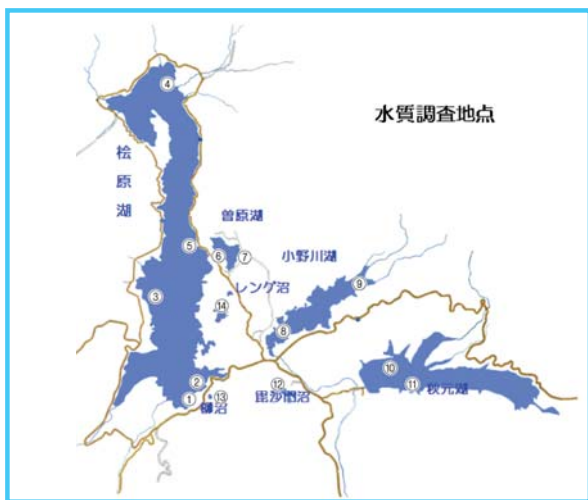 水質調査地点
④
桧原湖
曽原湖
⑤
⑥
⑦
小野川湖
⑨
レンゲ沼
③
⑭
⑧
⑩
②
⑫
⑪
秋元湖
①
柳沼
⑬
毘沙門沼